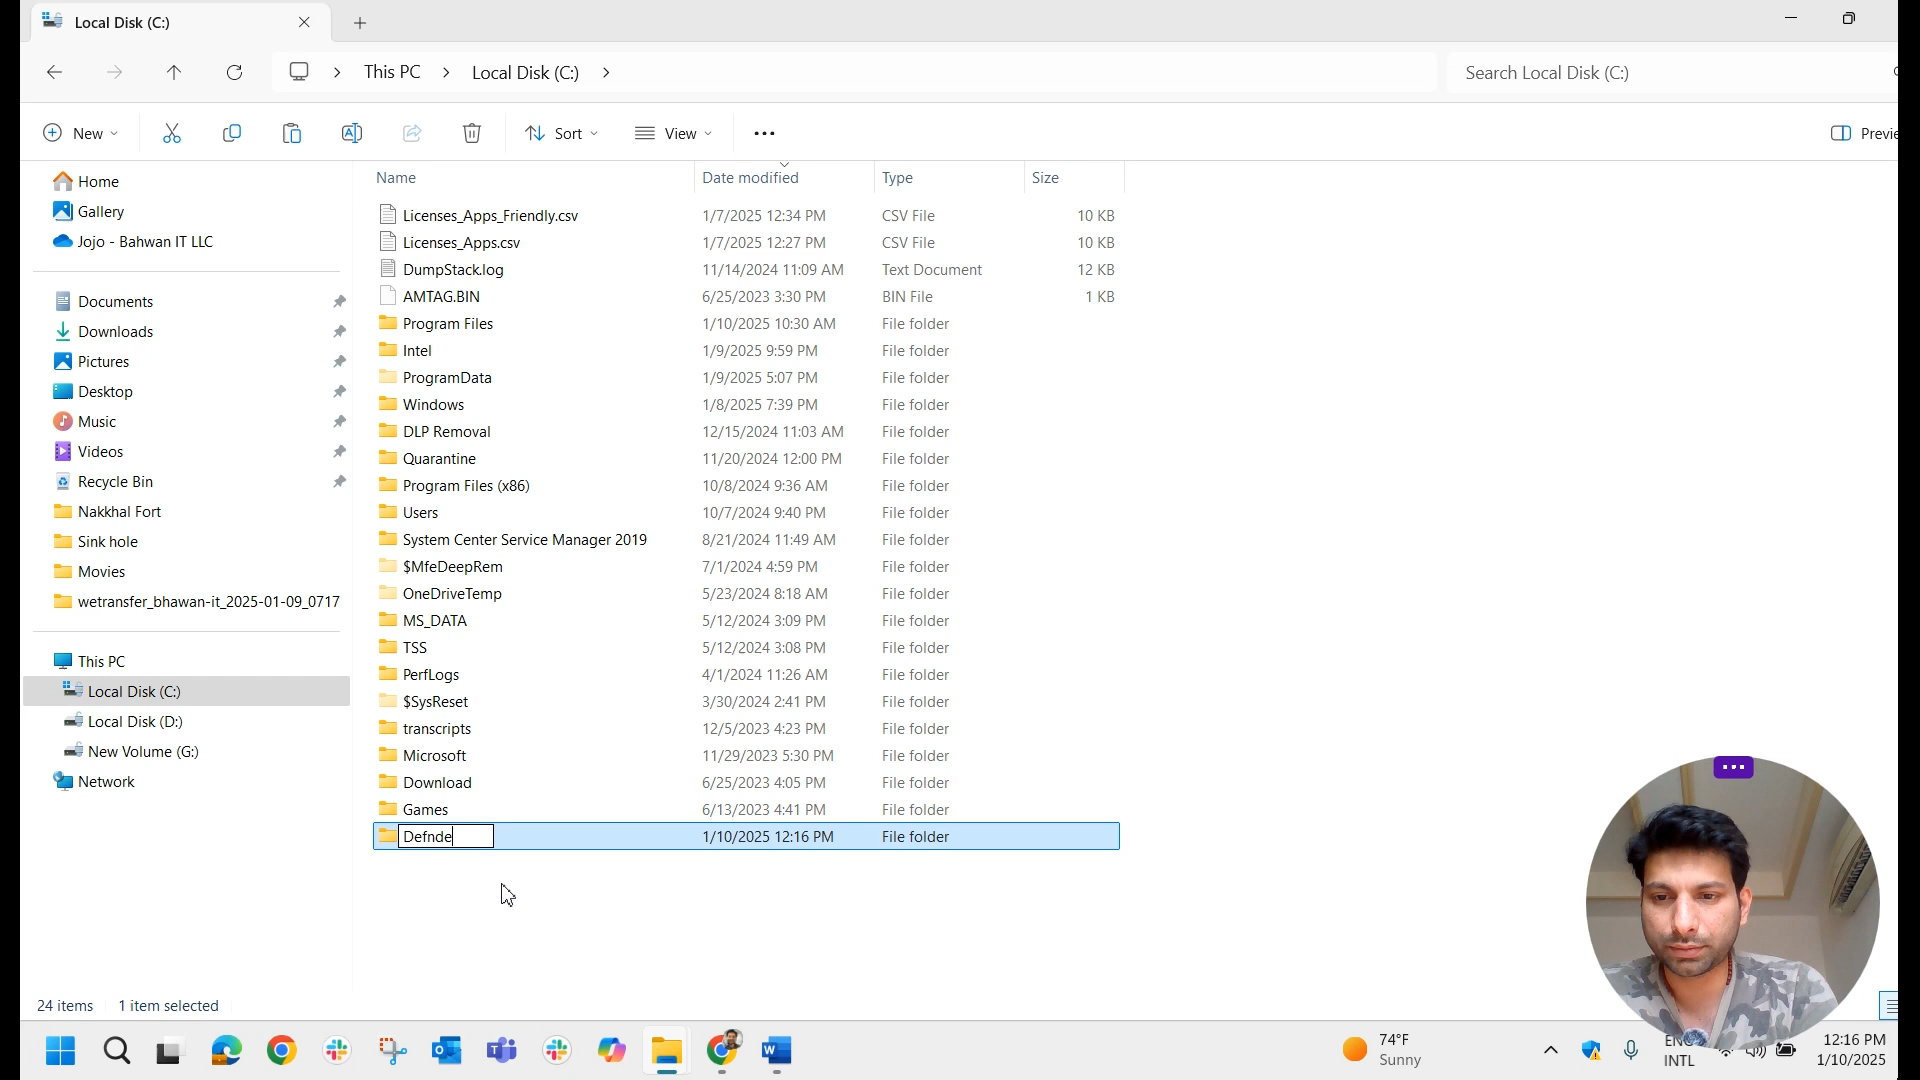 Local Disk (C:)
This PC > Local Disk (C:) >
Search Local Disk (C:)
New
Sort
View
Previe
Home
Gallery
Jojo - Bahwan IT LLC
Documents
Downloads
Pictures
Desktop
Music
Videos
Recycle Bin
Nakkhal Fort
Sink hole
Movies
wetransfer_bhawan-it_2025-01-09_0717
This PC
Local Disk (C:)
Local Disk (D:)
New Volume (G:)
Network
Name Date modified Type Size
Licenses_Apps_Friendly.csv 1/7/2025 12:34 PM CSV File 10 KB
Licenses_Apps.csv 1/7/2025 12:27 PM CSV File 10 KB
DumpStack.log 11/14/2024 11:09 AM Text Document 12 KB
AMTAG.BIN 6/25/2023 3:30 PM BIN File 1 KB
Program Files 1/10/2025 10:30 AM File folder
Intel 1/9/2025 9:59 PM File folder
ProgramData 1/9/2025 5:07 PM File folder
Windows 1/8/2025 7:39 PM File folder
DLP Removal 12/15/2024 11:03 AM File folder
Quarantine 11/20/2024 12:00 PM File folder
Program Files (x86) 10/8/2024 9:36 AM File folder
Users 10/7/2024 9:40 PM File folder
System Center Service Manager 2019 8/21/2024 11:49 AM File folder
$MfeDeepRem 7/1/2024 4:59 PM File folder
OneDriveTemp 5/23/2024 8:18 AM File folder
MS_DATA 5/12/2024 3:09 PM File folder
TSS 5/12/2024 3:08 PM File folder
PerfLogs 4/1/2024 11:26 AM File folder
$SysReset 3/30/2024 2:41 PM File folder
transcripts 12/5/2023 4:23 PM File folder
Microsoft 11/29/2023 5:30 PM File folder
Download 6/25/2023 4:05 PM File folder
Games 6/13/2023 4:41 PM File folder
Defnde 1/10/2025 12:16 PM File folder
24 items 1 item selected
74°F
Sunny
INTL
12:16 PM
1/10/2025